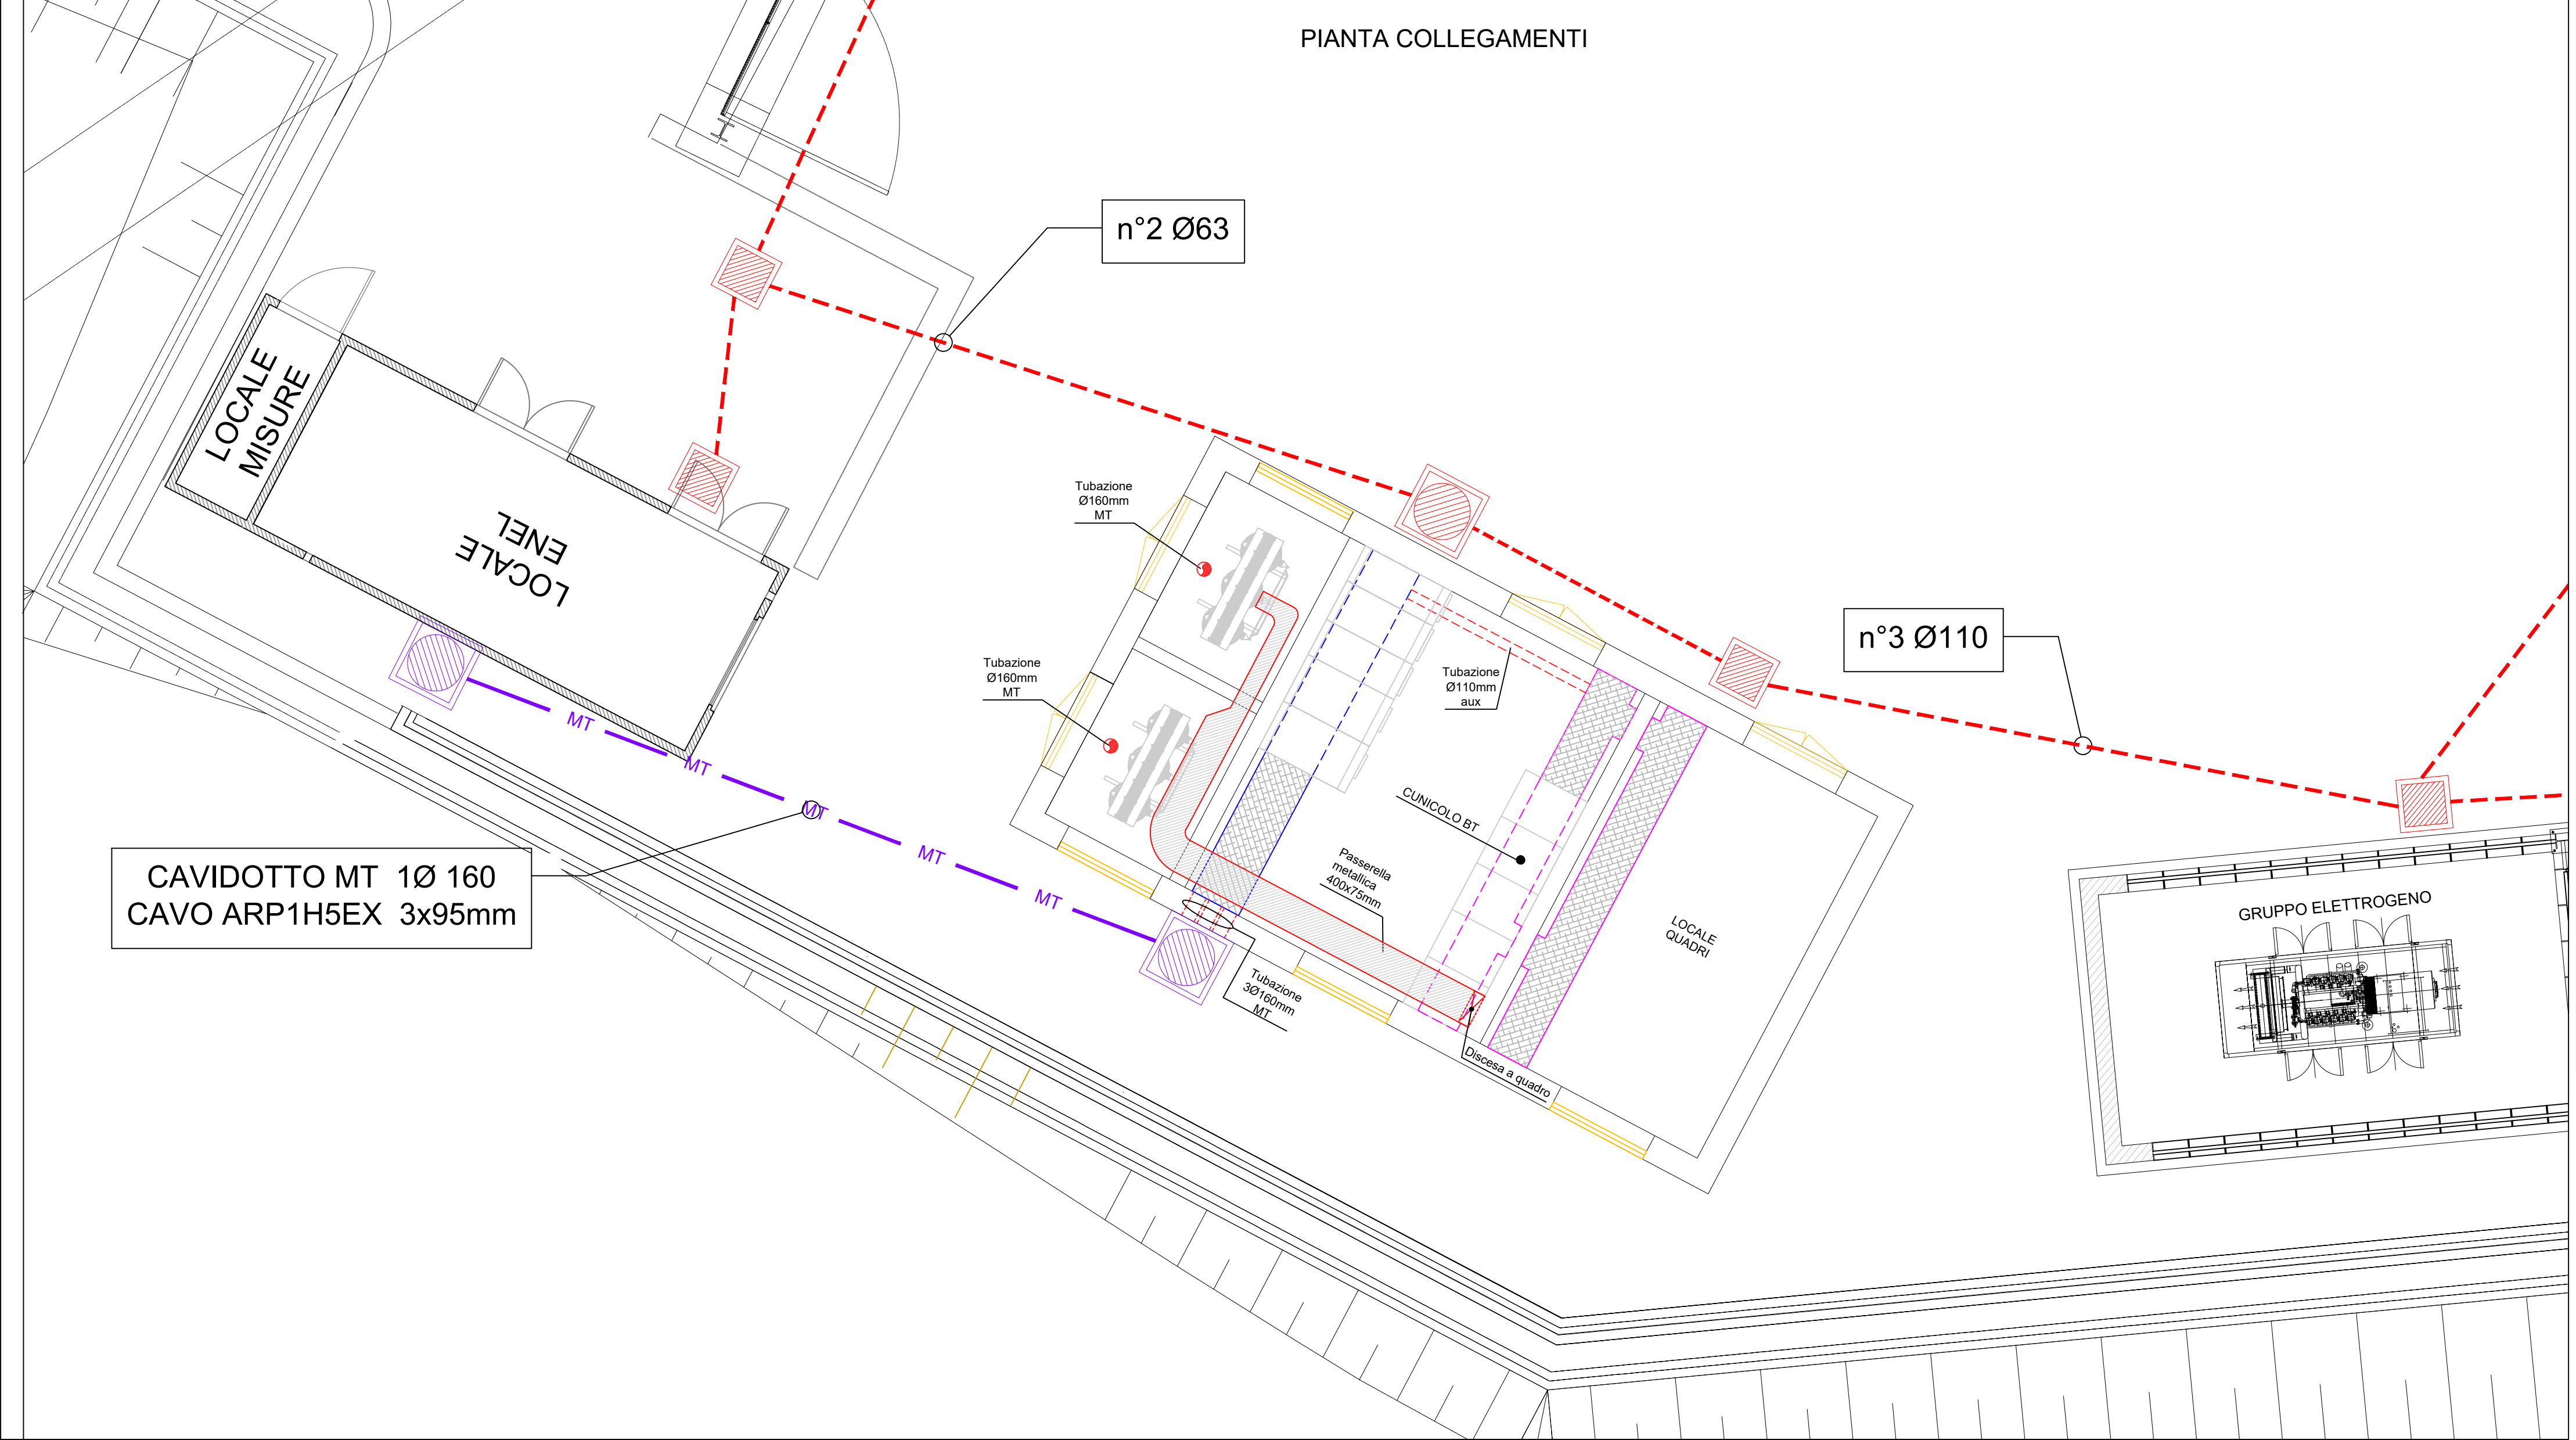 PIANTA COLLEGAMENTI
n°2 Ø63
LOCALE
MISURE
LOCALE
ENEL
Tubazione
Ø160mm
MT
Tubazione
Ø160mm
MT
Tubazione
Ø110mm
aux
n°3 Ø110
MT
MT
MT
MT
MT
CAVIDOTTO MT 1Ø 160
CAVO ARP1H5EX 3x95mm
CUNICOLO BT
Passerella
metallica
400x75mm
LOCALE
QUADRI
Tubazione
3Ø160mm
MT
Discesa a quadro
GRUPPO ELETTROGENO